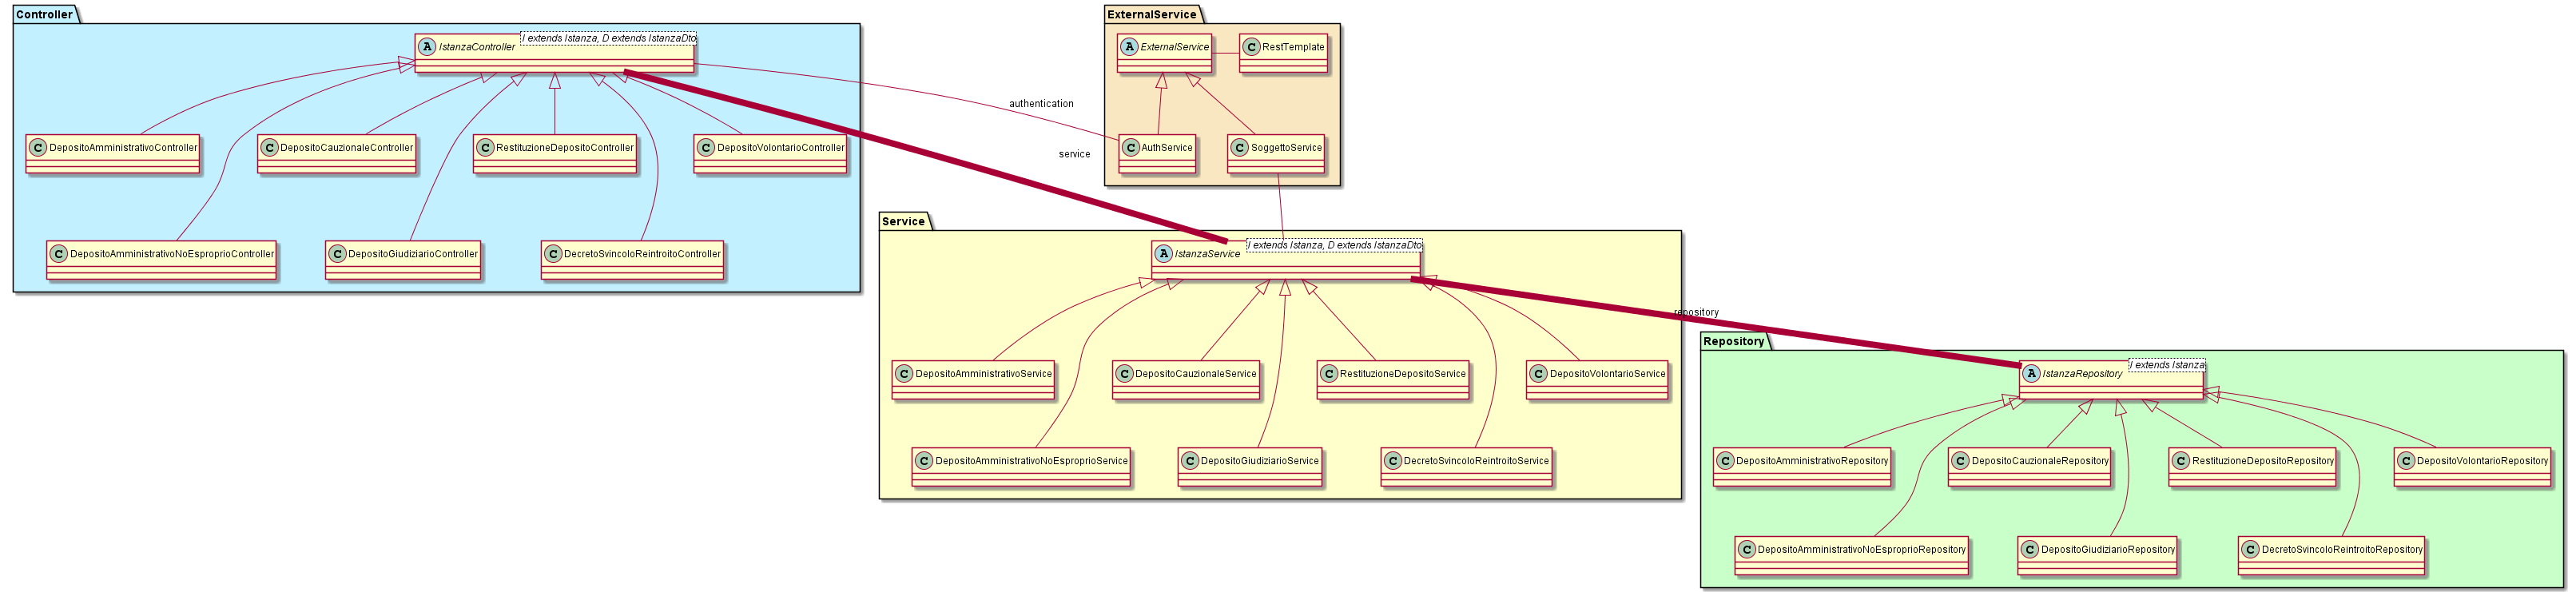 Controller
A IstanzaController
I extends Istanza, D extends IstanzaDto
C DepositoAmministrativoController
C DepositoCauzionaleController
C RestituzioneDepositoController
C DepositoVolontarioController
C DepositoAmministrativoNoEsproprioController
C DepositoGiudiziarioController
C DecretoSvincoloReintroitoController
authentication
service
ExternalService
A ExternalService
C RestTemplate
C AuthService
C SoggettoService
Service
A IstanzaService
I extends Istanza, D extends IstanzaDto
C DepositoAmministrativoService
C DepositoCauzionaleService
C RestituzioneDepositoService
C DepositoVolontarioService
C DepositoAmministrativoNoEsproprioService
C DepositoGiudiziarioService
C DecretoSvincoloReintroitoService
repository
Repository
A IstanzaRepository
I extends Istanza
C DepositoAmministrativoRepository
C DepositoCauzionaleRepository
C RestituzioneDepositoRepository
C DepositoVolontarioRepository
C DepositoAmministrativoNoEsproprioRepository
C DepositoGiudiziarioRepository
C DecretoSvincoloReintroitoRepository